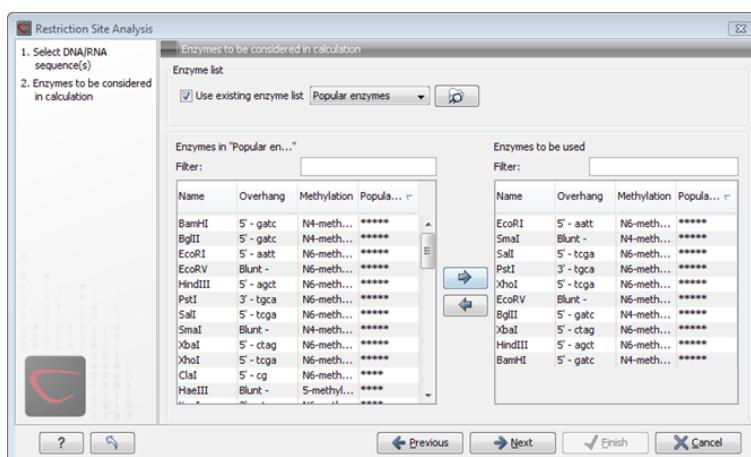 Restriction Site Analysis
1. Select DNA/RNA
sequence(s)
2. Enzymes to be considered
in calculation
Enzymes to be considered in calculation
Enzyme list
Use existing enzyme list Popular enzymes
Enzymes in "Popular en..."
Filter:
Name Overhang Methylation Popula...
BamHI 5' - gatc N4-meth... *****
BglII 5' - gatc N4-meth... *****
EcoRI 5' - aatt N6-meth... *****
EcoRV Blunt - N6-meth... *****
HindIII 5' - agct N6-meth... *****
PstI 3' - tgca N6-meth... *****
SalI 5' - tcga N6-meth... *****
SmaI Blunt - N4-meth... *****
XbaI 5' - ctag N6-meth... *****
XhoI 5' - tcga N6-meth... *****
ClaI 5' - cg N6-meth... ****
HaeIII Blunt - 5-methyl... ****
Enzymes to be used
Filter:
Name Overhang Methylation Popula...
EcoRI 5' - aatt N6-meth... *****
SmaI Blunt - N4-meth... *****
SalI 5' - tcga N6-meth... *****
PstI 3' - tgca N6-meth... *****
XhoI 5' - tcga N6-meth... *****
EcoRV Blunt - N6-meth... *****
BglII 5' - gatc N4-meth... *****
XbaI 5' - ctag N6-meth... *****
HindIII 5' - agct N6-meth... *****
BamHI 5' - gatc N4-meth... *****
? Previous Next Finish Cancel